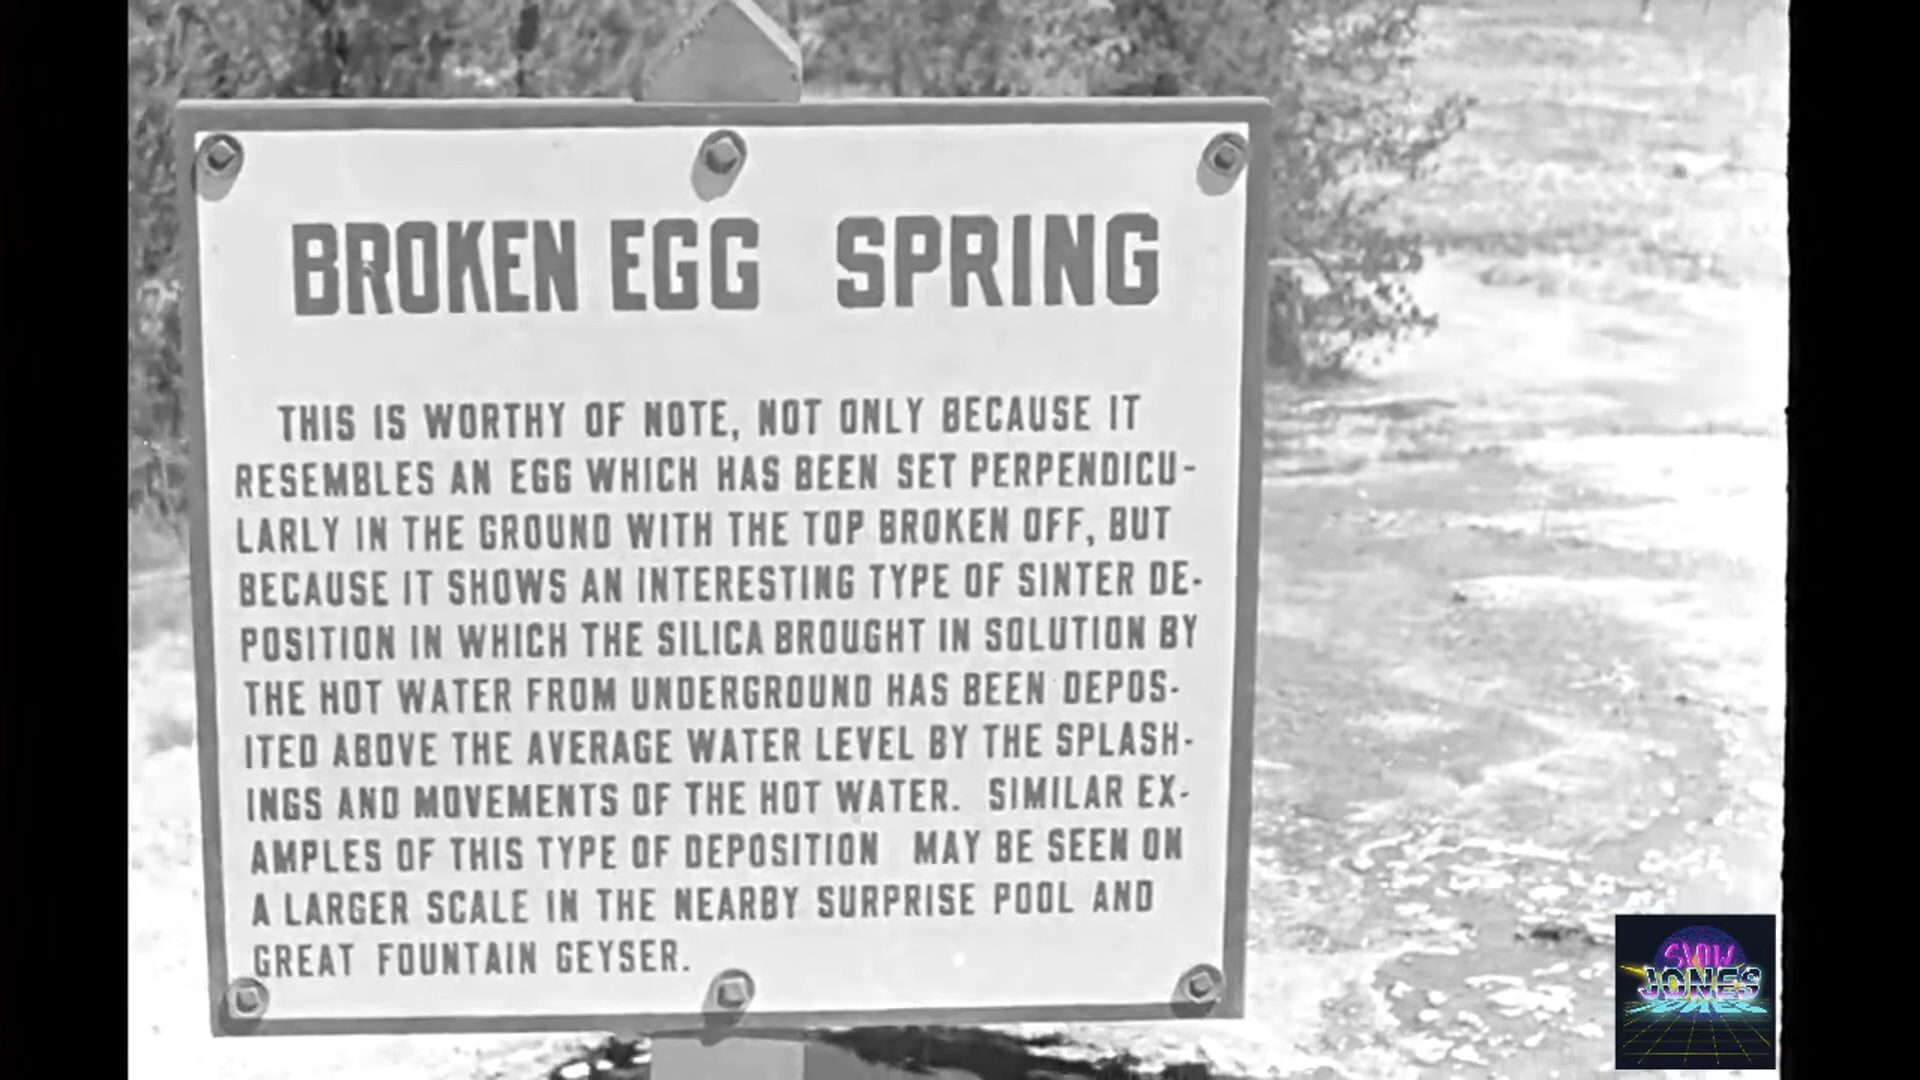 BROKEN EGG SPRING
THIS IS WORTHY OF NOTE, NOT ONLY BECAUSE IT
RESEMBLES AN EGG WHICH HAS BEEN SET PERPENDICU-
LARLY IN THE GROUND WITH THE TOP BROKEN OFF, BUT
BECAUSE IT SHOWS AN INTERESTING TYPE OF SINTER DE-
POSITION IN WHICH THE SILICA BROUGHT IN SOLUTION BY
THE HOT WATER FROM UNDERGROUND HAS BEEN DEPOS-
ITED ABOVE THE AVERAGE WATER LEVEL BY THE SPLASH-
INGS AND MOVEMENTS OF THE HOT WATER. SIMILAR EX-
AMPLES OF THIS TYPE OF DEPOSITION MAY BE SEEN ON
A LARGER SCALE IN THE NEARBY SURPRISE POOL AND
GREAT FOUNTAIN GEYSER.
JONES